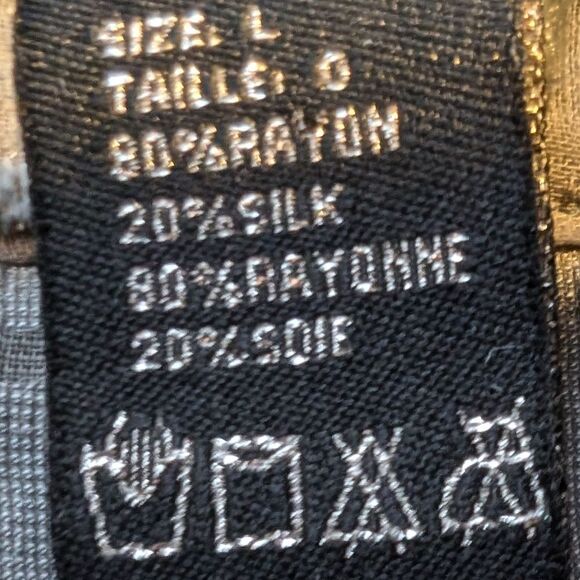 SIZE: L
TAILLE: G
80%RAYON
20%SILK
80%RAYONNE
20%SOIE